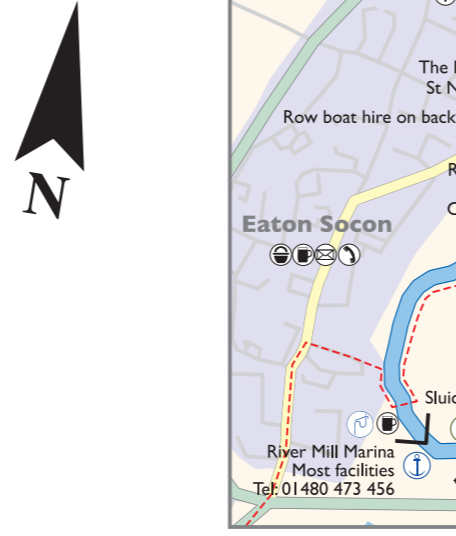 N
The
St N
Row boat hire on back
R
Eaton Socon
Sluic
River Mill Marina
Most facilities
Tel: 01480 473 456